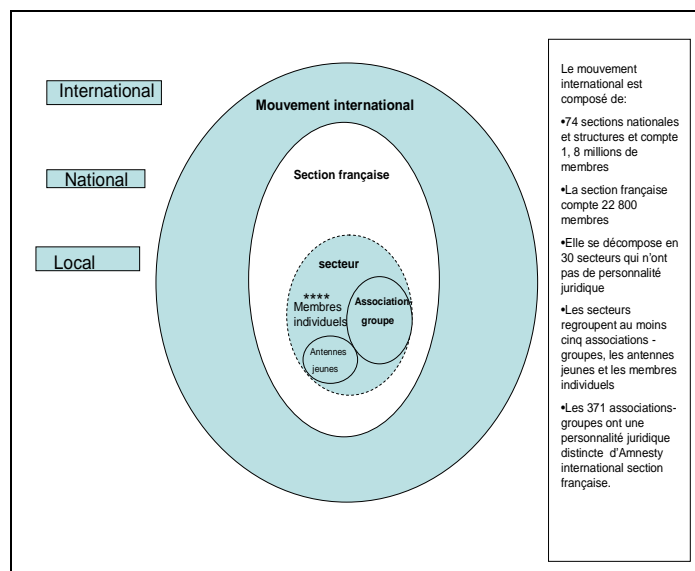 International
National
Local
Mouvement international
Section française
secteur
****
Membres
individuels
Association-
groupe
Antennes
jeunes
Le mouvement
international est
composé de:
•74 sections nationales
et structures et compte
1, 8 millions de
membres
•La section française
compte 22 800
membres
•Elle se décompose en
30 secteurs qui n'ont
pas de personnalité
juridique
•Les secteurs
regroupent au moins
cinq associations -
groupes, les antennes
jeunes et les membres
individuels
•Les 371 associations-
groupes ont une
personnalité juridique
distincte d'Amnesty
international section
française.